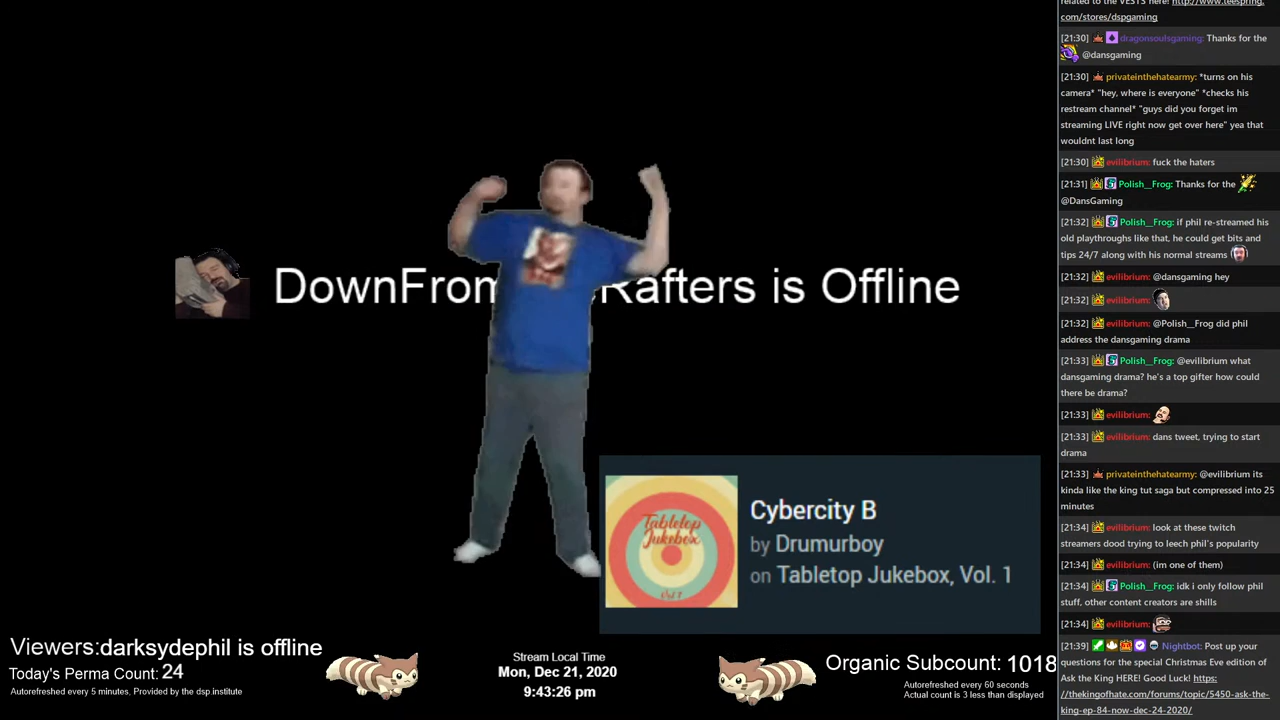 DownFrom Rafters is Offline
Tabletop
Jukebox
Vol 1
Cybercity B
by Drumurboy
on Tabletop Jukebox, Vol. 1
Viewers:darksydephil is offline
Today's Perma Count: 24
Autorefreshed every 5 minutes, Provided by the dsp institute
Stream Local Time
Mon, Dec 21, 2020
9:43:26 pm
Organic Subcount: 1018
Autorefreshed every 60 seconds
Actual count is 3 less than displayed
related to the VESTS here! http://www.teespring.
com/stores/dspgaming
[21:30] dragonsoulsgaming: Thanks for the
@dansgaming
[21:30] privateinthehatearmy: *turns on his
camera* "hey, where is everyone" *checks his
restream channel* "guys did you forget im
streaming LIVE right now get over here" yea that
wouldnt last long
[21:30] evilibrium: fuck the haters
[21:31] Polish__Frog: Thanks for the
@DansGaming
[21:32] Polish__Frog: if phil re-streamed his
old playthroughs like that, he could get bits and
tips 24/7 along with his normal streams
[21:32] evilibrium: @dansgaming hey
[21:32] evilibrium:
[21:32] evilibrium: @Polish__Frog did phil
address the dansgaming drama
[21:33] Polish__Frog: @evilibrium what
dansgaming drama? he's a top gifter how could
there be drama?
[21:33] evilibrium:
[21:33] evilibrium: dans tweet, trying to start
drama
[21:33] privateinthehatearmy: @evilibrium its
kinda like the king tut saga but compressed into 25
minutes
[21:34] evilibrium: look at these twitch
streamers dood trying to leech phil's popularity
[21:34] evilibrium: (im one of them)
[21:34] Polish__Frog: idk i only follow phil
stuff, other content creators are shills
[21:34] evilibrium:
[21:39] Nightbot: Post up your
questions for the special Christmas Eve edition of
Ask the King HERE! Good Luck! https:
//thekingofhate.com/forums/topic/5450-ask-the-
king-ep-84-now-dec-24-2020/